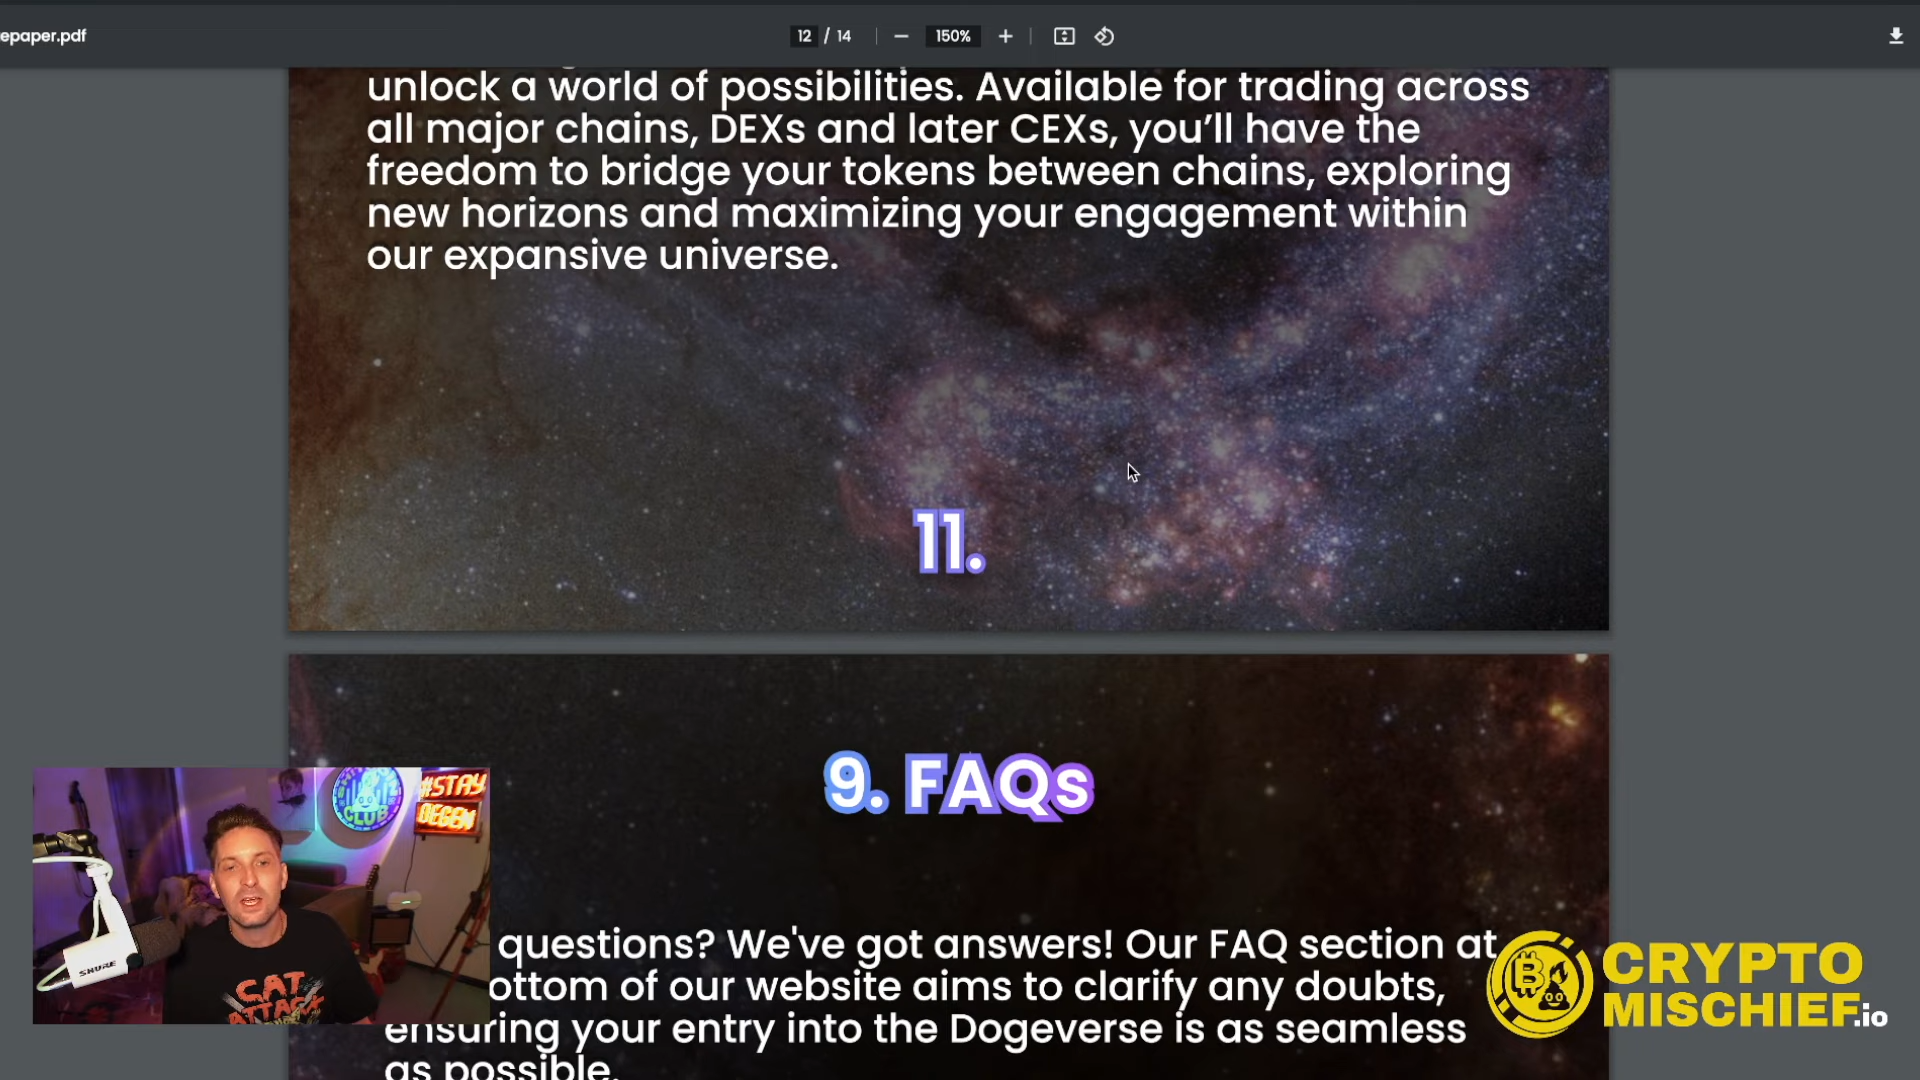 epaper.pdf
12 / 14
150%
unlock a world of possibilities. Available for trading across
all major chains, DEXs and later CEXs, you’ll have the
freedom to bridge your tokens between chains, exploring
new horizons and maximizing your engagement within
our expansive universe.
11.
9. FAQs
questions? We've got answers! Our FAQ section at
ottom of our website aims to clarify any doubts,
ensuring your entry into the Dogeverse is as seamless
as possible.
#STAY
DEGEN
CLUB
SHURE
CAT
ATTACK
CRYPTO
MISCHIEF.io